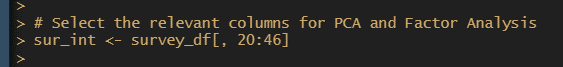 >
> # Select the relevant columns for PCA and Factor Analysis
> sur_int <- survey_df[, 20:46]
>